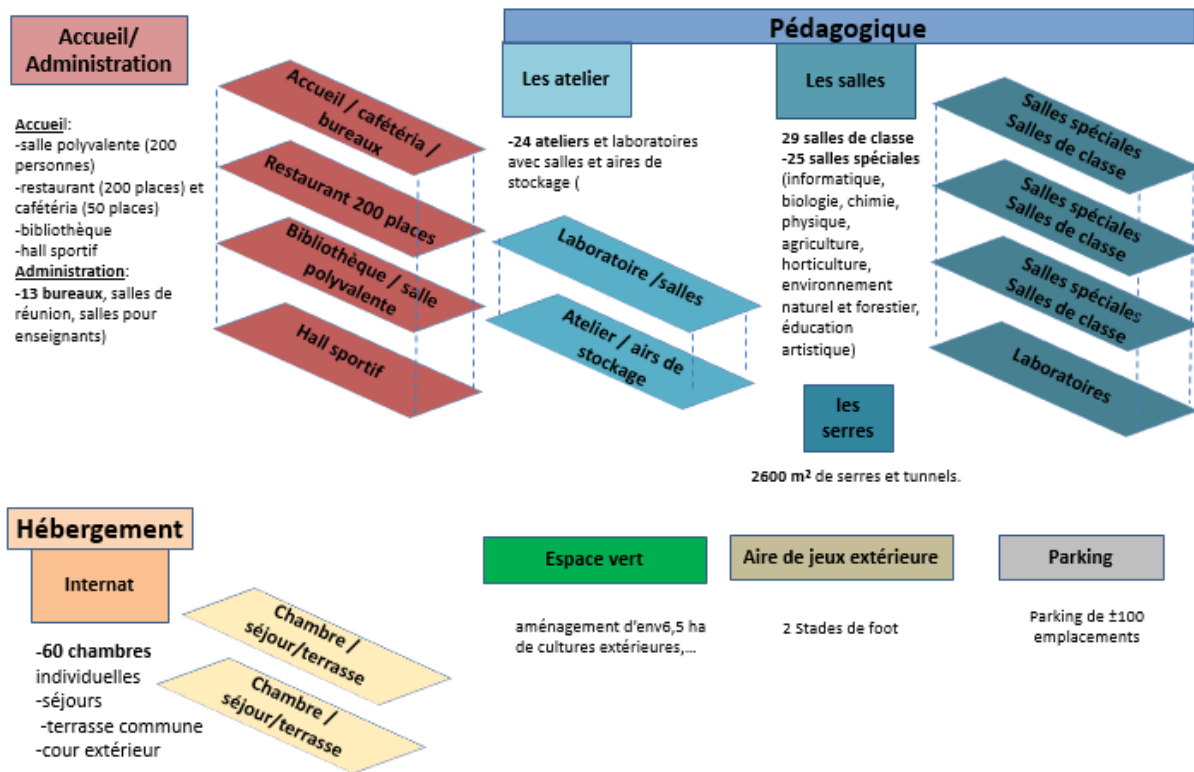 Accueil/
Administration
Accueil:
-salle polyvalente (200
personnes)
-restaurant (200 places) et
cafétéria (50 places)
-bibliothèque
-hall sportif
Administration:
-13 bureaux, salles de
réunion, salles pour
enseignants)
Accueil / cafétéria /
bureaux
Restaurant 200 places
Bibliothèque / salle
polyvalente
Hall sportif
Pédagogique
Les atelier
-24 ateliers et laboratoires
avec salles et aires de
stockage (
Laboratoire /salles
Atelier / airs de
stockage
Les salles
29 salles de classe
-25 salles spéciales
(informatique,
biologie, chimie,
physique,
agriculture,
horticulture,
environnement
naturel et forestier,
éducation
artistique)
Salles spéciales
Salles de classe
Salles spéciales
Salles de classe
Salles spéciales
Salles de classe
Laboratoires
les
serres
2600 m² de serres et tunnels.
Hébergement
Internat
-60 chambres
individuelles
-séjours
-terrasse commune
-cour extérieur
Chambre /
séjour/terrasse
Chambre /
séjour/terrasse
Espace vert
aménagement d'env6,5 ha
de cultures extérieures,...
Aire de jeux extérieure
2 Stades de foot
Parking
Parking de ±100
emplacements